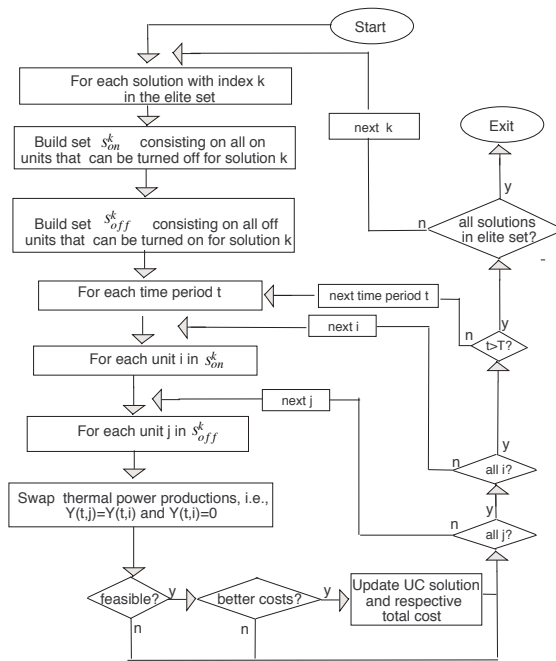 Start
For each solution with index k
in the elite set
next k
Exit
Build set S^k_on consisting on all on
units that can be turned off for solution k
y
n
all solutions
in elite set?
Build set S^k_off consisting on all off
units that can be turned on for solution k
For each time period t
next time period t
y
n
t>T?
next i
For each unit i in S^k_on
next j
For each unit j in S^k_off
y
n
all i?
Swap thermal power productions, i.e.,
Y(t,j)=Y(t,i) and Y(t,i)=0
y
n
all j?
feasible?
y
better costs?
y
Update UC solution
and respective
total cost
n
n